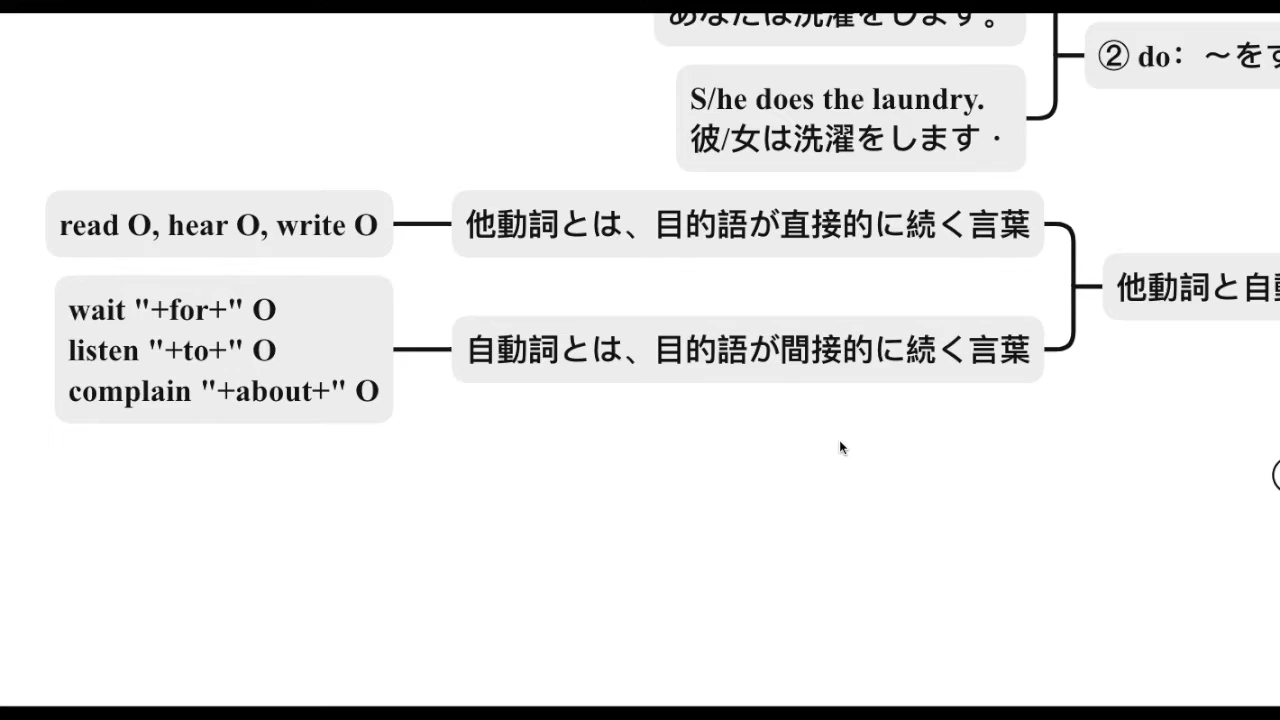 あなたは洗濯をします。
② do： ～をす
S/he does the laundry.
彼/女は洗濯をします・
read O, hear O, write O
他動詞とは、目的語が直接的に続く言葉
他動詞と自動
wait "+for+" O
listen "+to+" O
complain "+about+" O
自動詞とは、目的語が間接的に続く言葉